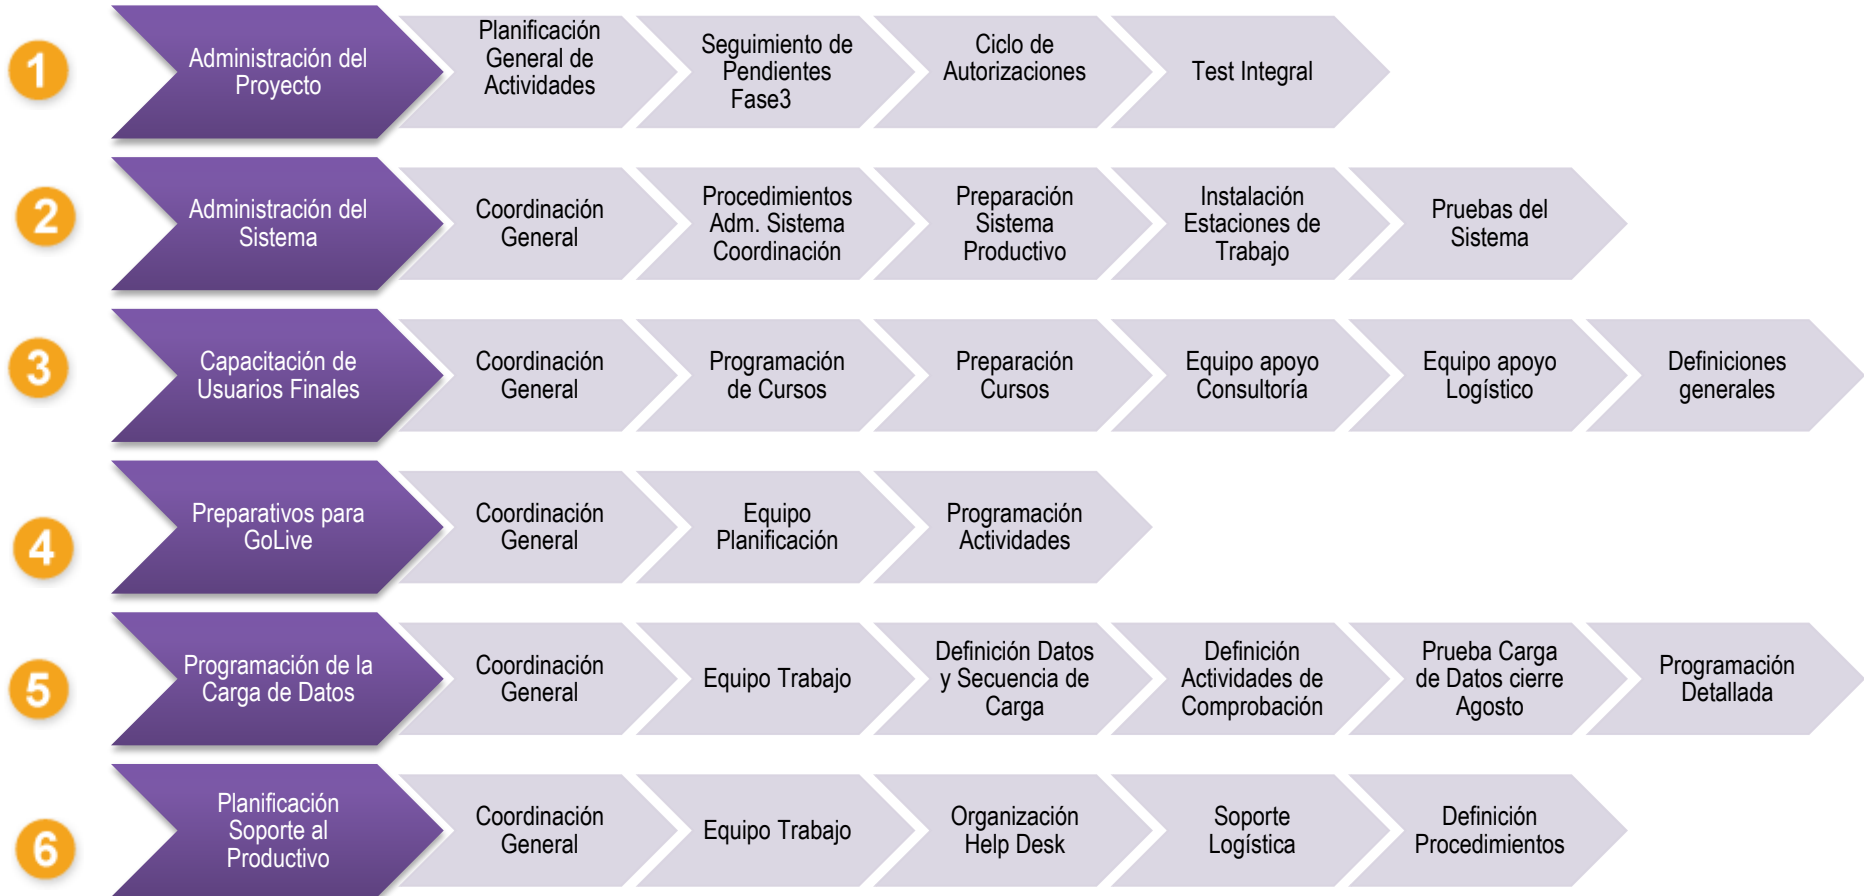 1
Administración del
Proyecto
Planificación
General de
Actividades
Seguimiento de
Pendientes
Fase3
Ciclo de
Autorizaciones
Test Integral
2
Administración del
Sistema
Coordinación
General
Procedimientos
Adm. Sistema
Coordinación
Preparación
Sistema
Productivo
Instalación
Estaciones de
Trabajo
Pruebas del
Sistema
3
Capacitación de
Usuarios Finales
Coordinación
General
Programación
de Cursos
Preparación
Cursos
Equipo apoyo
Consultoría
Equipo apoyo
Logístico
Definiciones
generales
4
Preparativos para
GoLive
Coordinación
General
Equipo
Planificación
Programación
Actividades
5
Programación de la
Carga de Datos
Coordinación
General
Equipo Trabajo
Definición Datos
y Secuencia de
Carga
Definición
Actividades de
Comprobación
Prueba Carga
de Datos cierre
Agosto
Programación
Detallada
6
Planificación
Soporte al
Productivo
Coordinación
General
Equipo Trabajo
Organización
Help Desk
Soporte
Logística
Definición
Procedimientos